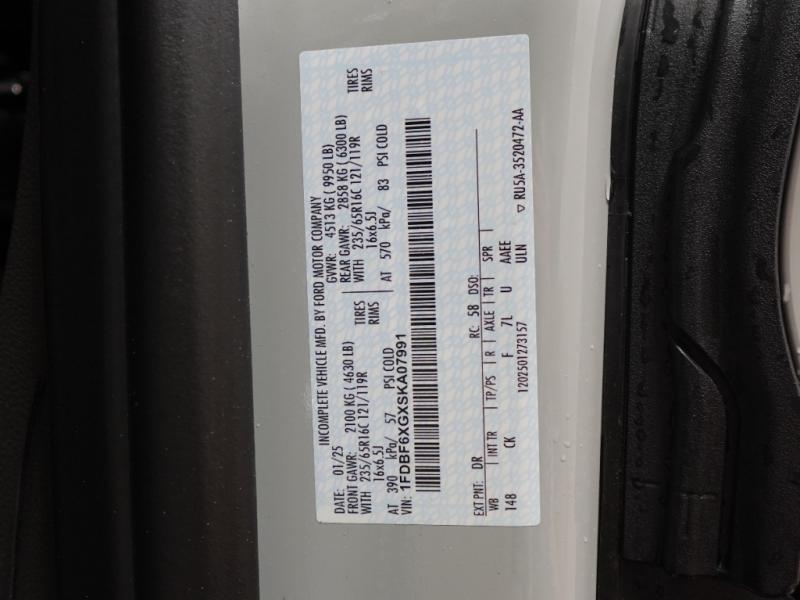 INCOMPLETE VEHICLE MFD. BY FORD MOTOR COMPANY
DATE: 01/25 GVWR: 4513 KG ( 9950 LB)
FRONT GAWR: 2100 KG ( 4630 LB) REAR GAWR: 2858 KG ( 6300 LB)
WITH 235/65R16C 121/119R TIRES WITH 235/65R16C 121/119R TIRES
16x6.5J RIMS 16x6.5J RIMS
AT 390 kPa/ 57 PSI COLD AT 570 kPa/ 83 PSI COLD
VIN: 1FDBF6XGXSKA07991
EXT PNT: DR RC: 58 DSO:
WB INT TR TP/PS R AXLE TR SPR
148 CK F 7L U AAEE
1202501273157 ULN
▽ RU5A-3520472-AA